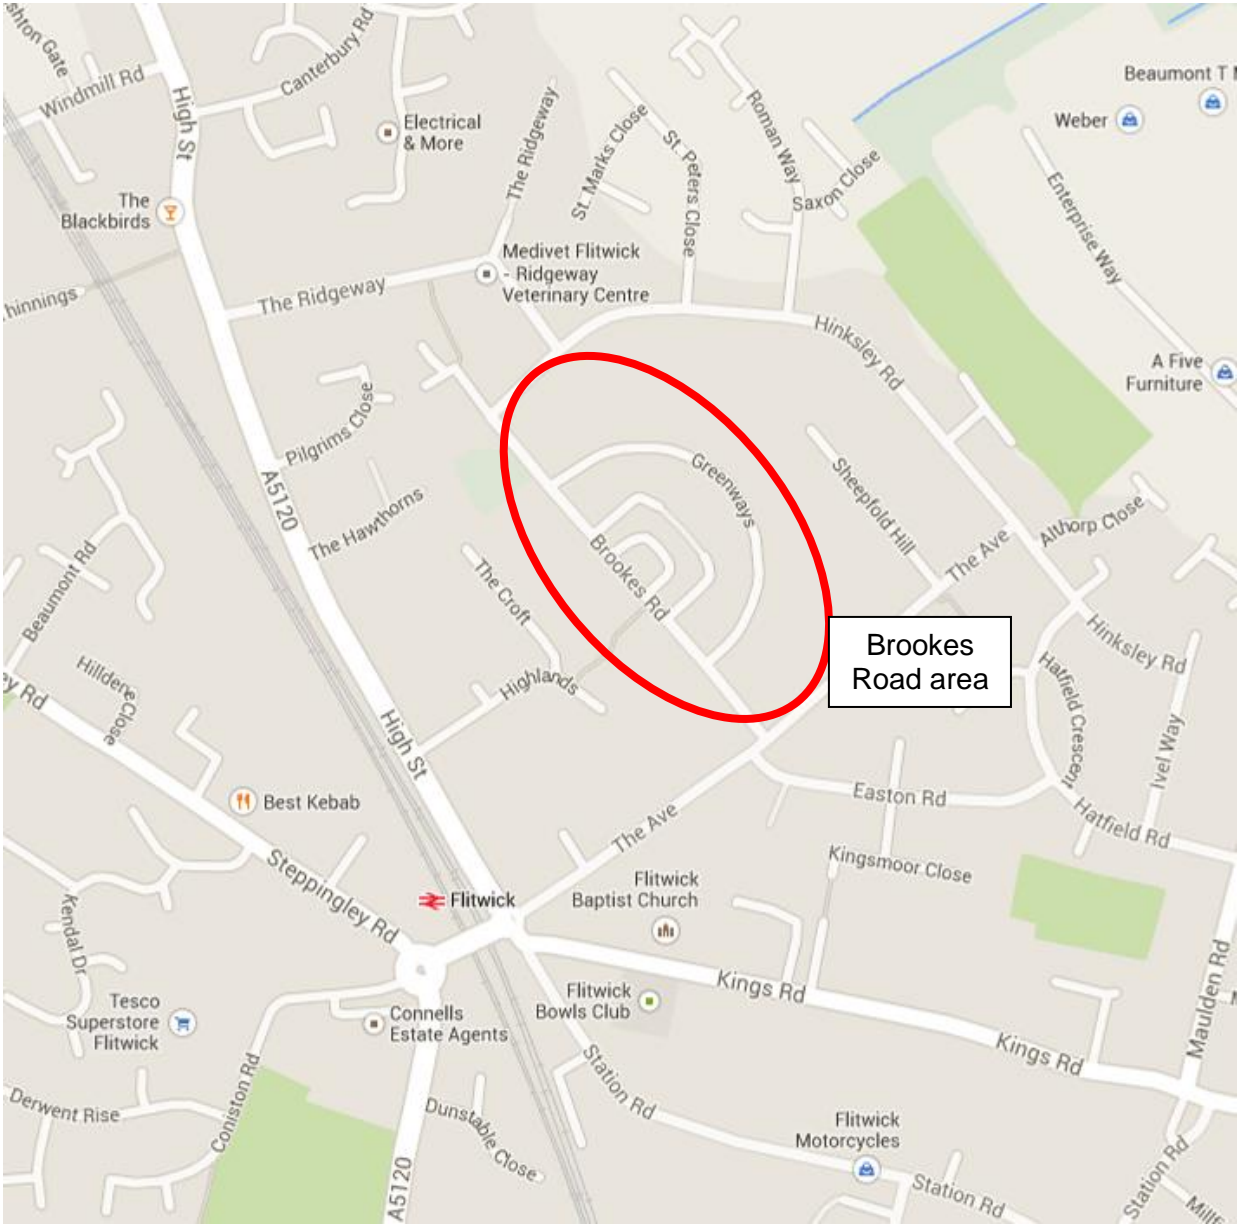 shton Gate
Windmill Rd
High St
Canterbury Rd
Electrical
& More
The
Blackbirds
The Ridgeway
St. Marks Close
St. Peters Close
Roman Way
Saxon Close
Beaumont T
Weber
Enterprise Way
A Five
Furniture
hinnings
The Ridgeway
Medivet Flitwick
- Ridgeway
Veterinary Centre
Hinksley Rd
Pilgrims Close
A5120
The Hawthorns
Greenways
Sheepfold Hill
The Ave
Althorp Close
Beaumont Rd
The Croft
Brookes Rd
Brookes
Road area
Hinksley Rd
Hilldene Close
ey Rd
Highlands
High St
Hatfield Crescent
Ivel Way
Best Kebab
The Ave
Easton Rd
Hatfield Rd
Kingsmoor Close
Steppingley Rd
Flitwick
Flitwick
Baptist Church
Kendal Dr
Kings Rd
Flitwick
Bowls Club
Tesco
Superstore
Flitwick
Connells
Estate Agents
Maulden Rd
Kings Rd
Station Rd
Coniston Rd
Derwent Rise
Dunstable Close
A5120
Flitwick
Motorcycles
Station Rd
Station Rd